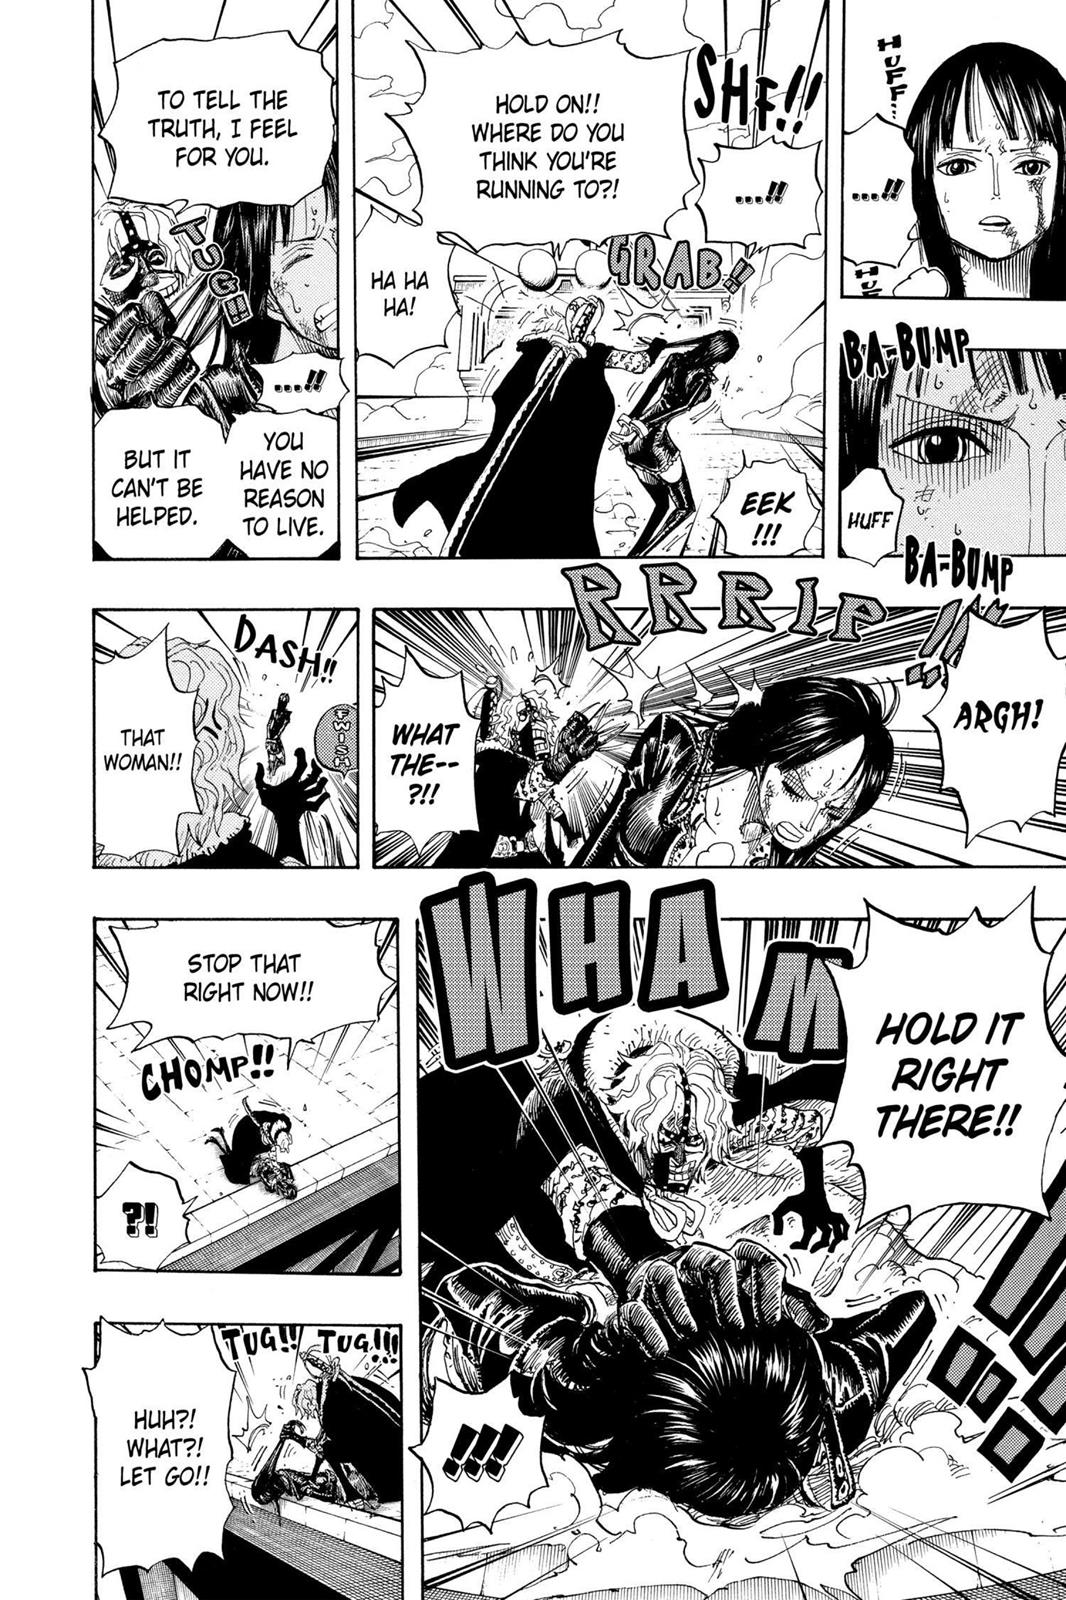 HUFF...
...!!
HUFF
BA-BUMP
HUFF
BA-BUMP
SHF!!
HOLD ON!!
WHERE DO YOU
THINK YOU'RE
RUNNING TO?!
...!!
GRAB!!
HA HA
HA!
EEK
!!!
TO TELL THE
TRUTH, I FEEL
FOR YOU.
TUGH
...!!
YOU
HAVE NO
REASON
TO LIVE.
BUT IT
CAN'T BE
HELPED.
RRRIP
ARGH!
WHAT
THE--
?!!
DASH!!
FWISH
THAT
WOMAN!!
WHAM
HOLD IT
RIGHT
THERE!!
!!!
!!!
STOP THAT
RIGHT NOW!!
CHOMP!!
?!
TUG!! TUG!!!
HUH?!
WHAT?!
LET GO!!